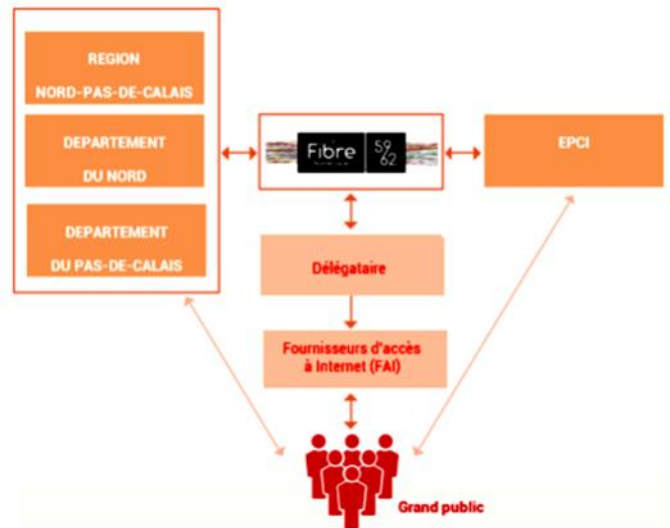 REGION
NORD-PAS-DE-CALAIS
DEPARTEMENT
DU NORD
DEPARTEMENT
DU PAS-DE-CALAIS
Fibre
59
62
EPCI
Délégataire
Fournisseurs d'accès
à Internet (FAI)
Grand public